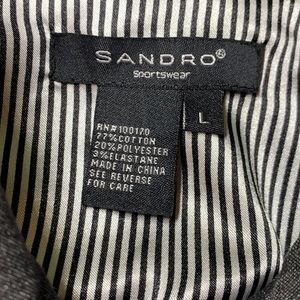 SANDRO®
Sportswear
L
RN#100170
77%COTTON
20%POLYESTER
3%ELASTANE
MADE IN CHINA
SEE REVERSE
FOR CARE